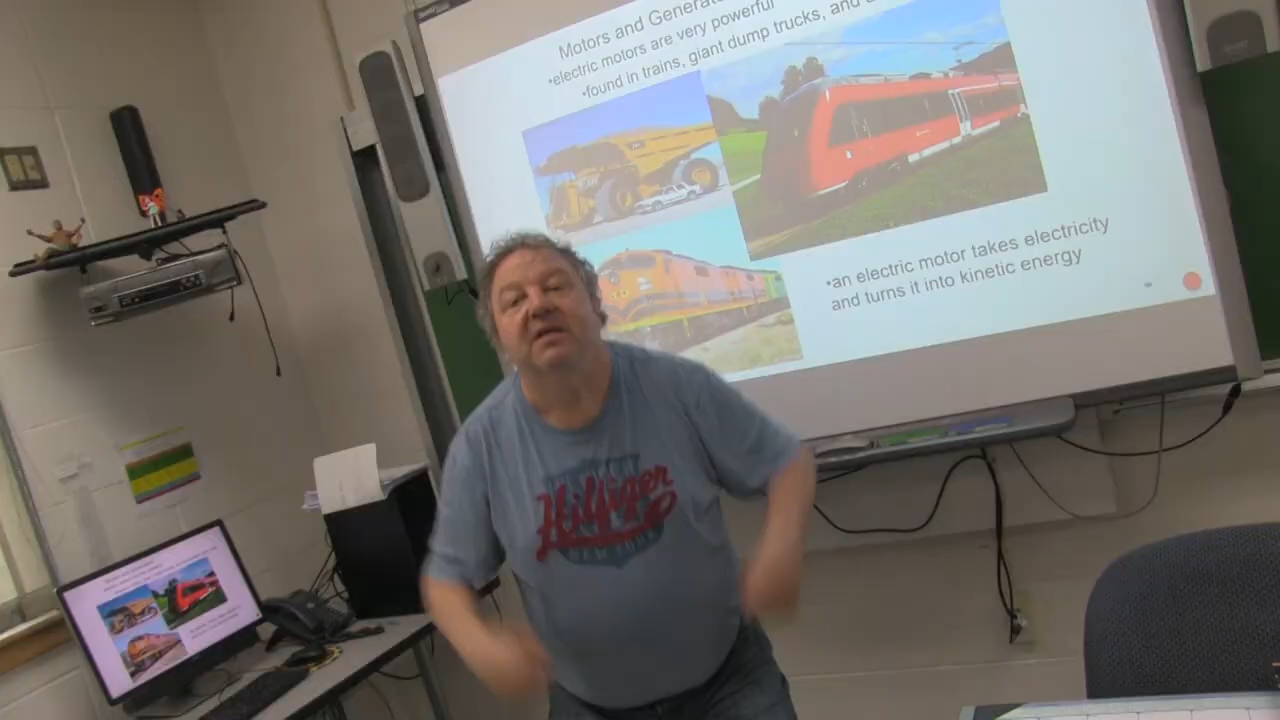 Motors and Generat
•electric motors are very powerful
•found in trains, giant dump trucks, and
•an electric motor takes electricity
and turns it into kinetic energy
Hilfiger